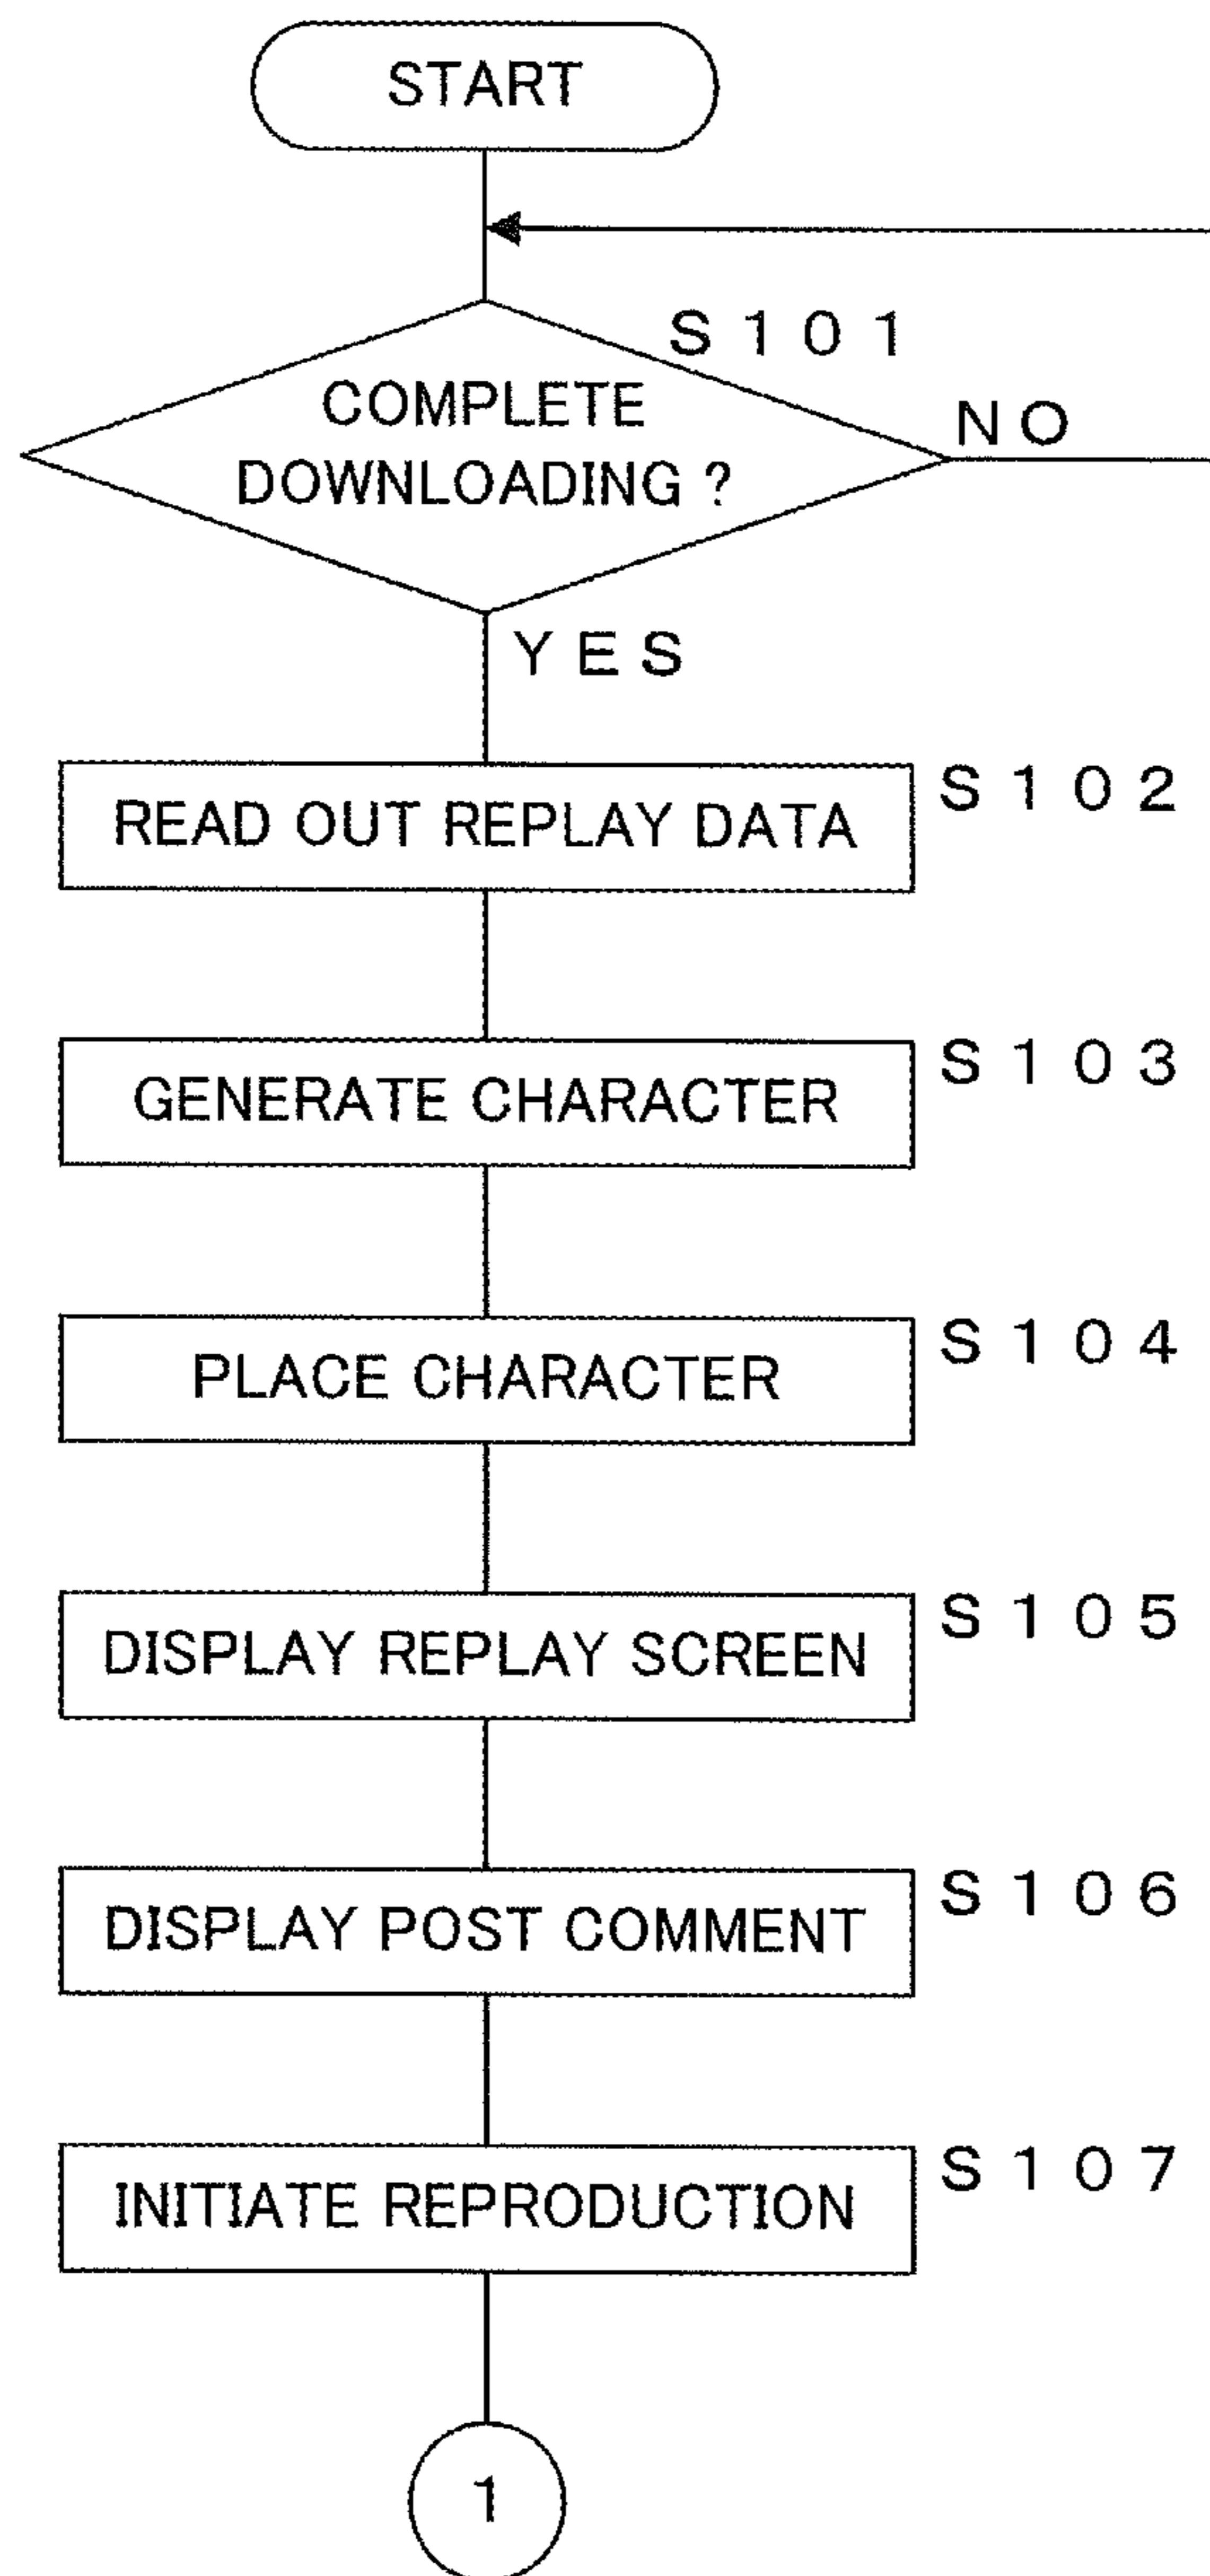 START
S101
COMPLETE
DOWNLOADING ?
NO
YES
READ OUT REPLAY DATA
S102
GENERATE CHARACTER
S103
PLACE CHARACTER
S104
DISPLAY REPLAY SCREEN
S105
DISPLAY POST COMMENT
S106
INITIATE REPRODUCTION
S107
1